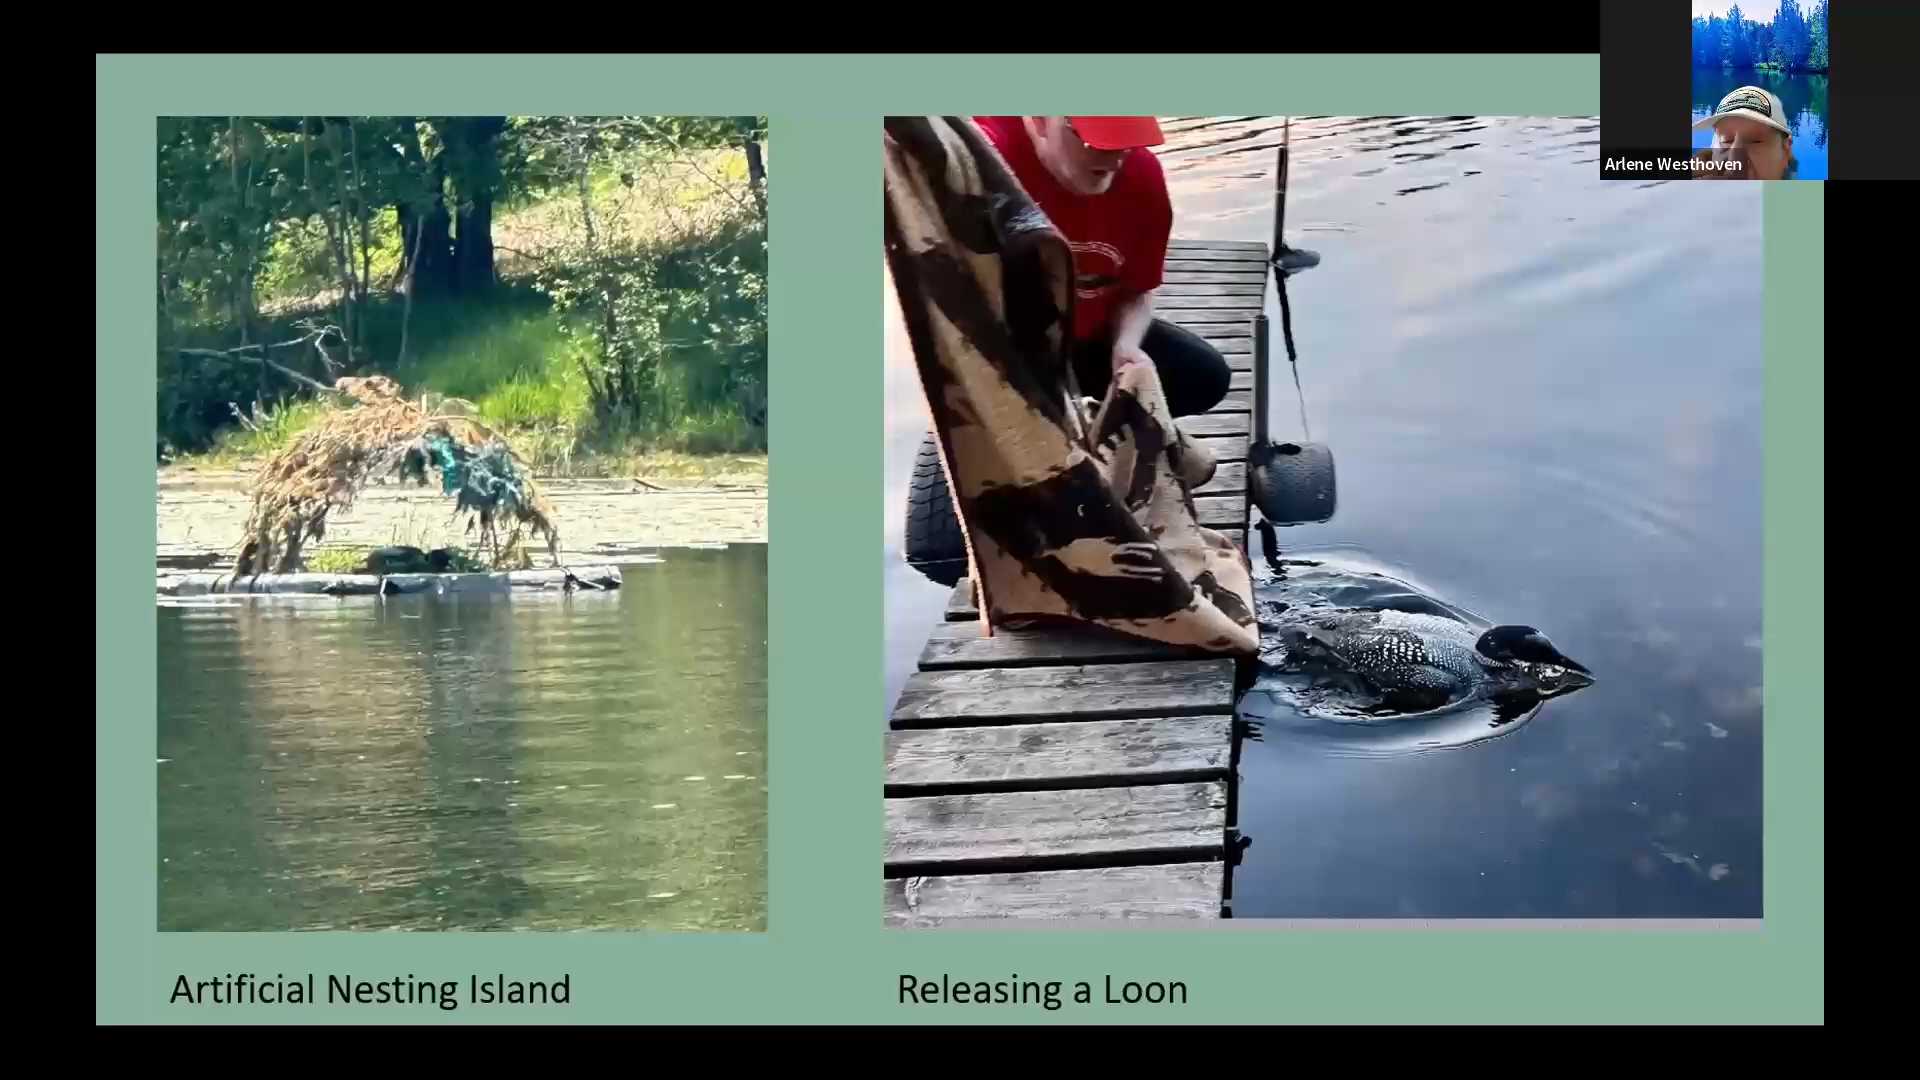 Arlene Westhoven
Artificial Nesting Island
Releasing a Loon